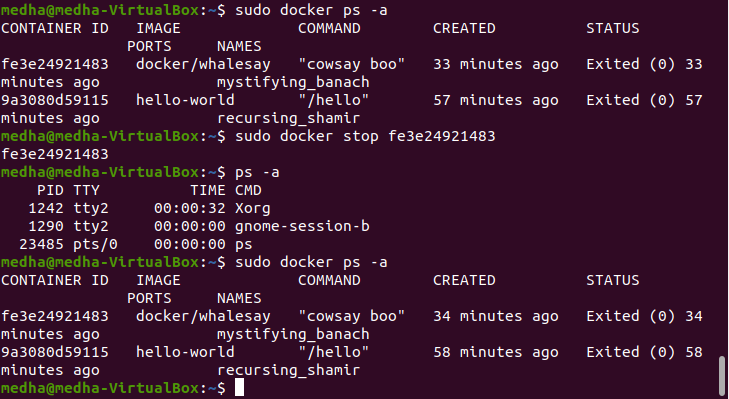 medha@medha-VirtualBox:~$ sudo docker ps -a
CONTAINER ID   IMAGE             COMMAND        CREATED          STATUS
               PORTS     NAMES
fe3e24921483   docker/whalesay   "cowsay boo"   33 minutes ago   Exited (0) 33
minutes ago             mystifying_banach
9a3080d59115   hello-world       "/hello"       57 minutes ago   Exited (0) 57
minutes ago             recursing_shamir
medha@medha-VirtualBox:~$ sudo docker stop fe3e24921483
fe3e24921483
medha@medha-VirtualBox:~$ ps -a
    PID TTY          TIME CMD
   1242 tty2     00:00:32 Xorg
   1290 tty2     00:00:00 gnome-session-b
  23485 pts/0    00:00:00 ps
medha@medha-VirtualBox:~$ sudo docker ps -a
CONTAINER ID   IMAGE             COMMAND        CREATED          STATUS
               PORTS     NAMES
fe3e24921483   docker/whalesay   "cowsay boo"   34 minutes ago   Exited (0) 34
minutes ago             mystifying_banach
9a3080d59115   hello-world       "/hello"       58 minutes ago   Exited (0) 58
minutes ago             recursing_shamir
medha@medha-VirtualBox:~$